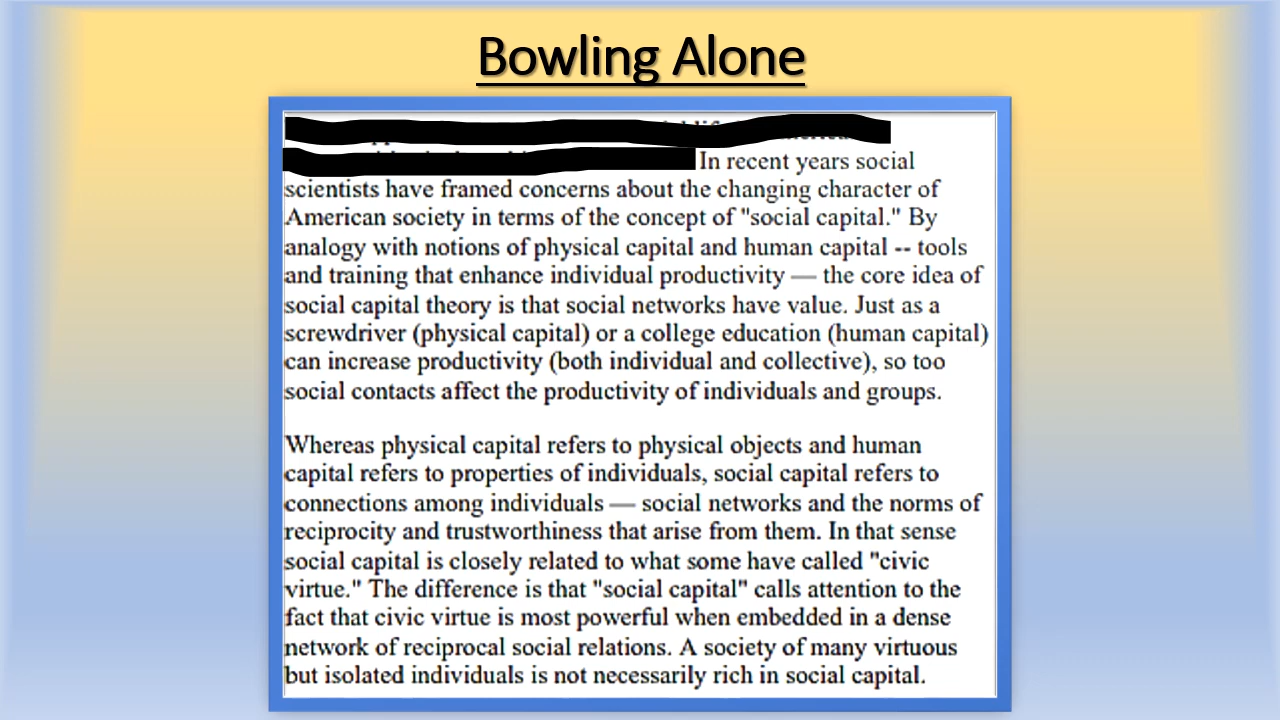 Bowling Alone
In recent years social
scientists have framed concerns about the changing character of
American society in terms of the concept of "social capital." By
analogy with notions of physical capital and human capital -- tools
and training that enhance individual productivity — the core idea of
social capital theory is that social networks have value. Just as a
screwdriver (physical capital) or a college education (human capital)
can increase productivity (both individual and collective), so too
social contacts affect the productivity of individuals and groups.
Whereas physical capital refers to physical objects and human
capital refers to properties of individuals, social capital refers to
connections among individuals — social networks and the norms of
reciprocity and trustworthiness that arise from them. In that sense
social capital is closely related to what some have called "civic
virtue." The difference is that "social capital" calls attention to the
fact that civic virtue is most powerful when embedded in a dense
network of reciprocal social relations. A society of many virtuous
but isolated individuals is not necessarily rich in social capital.